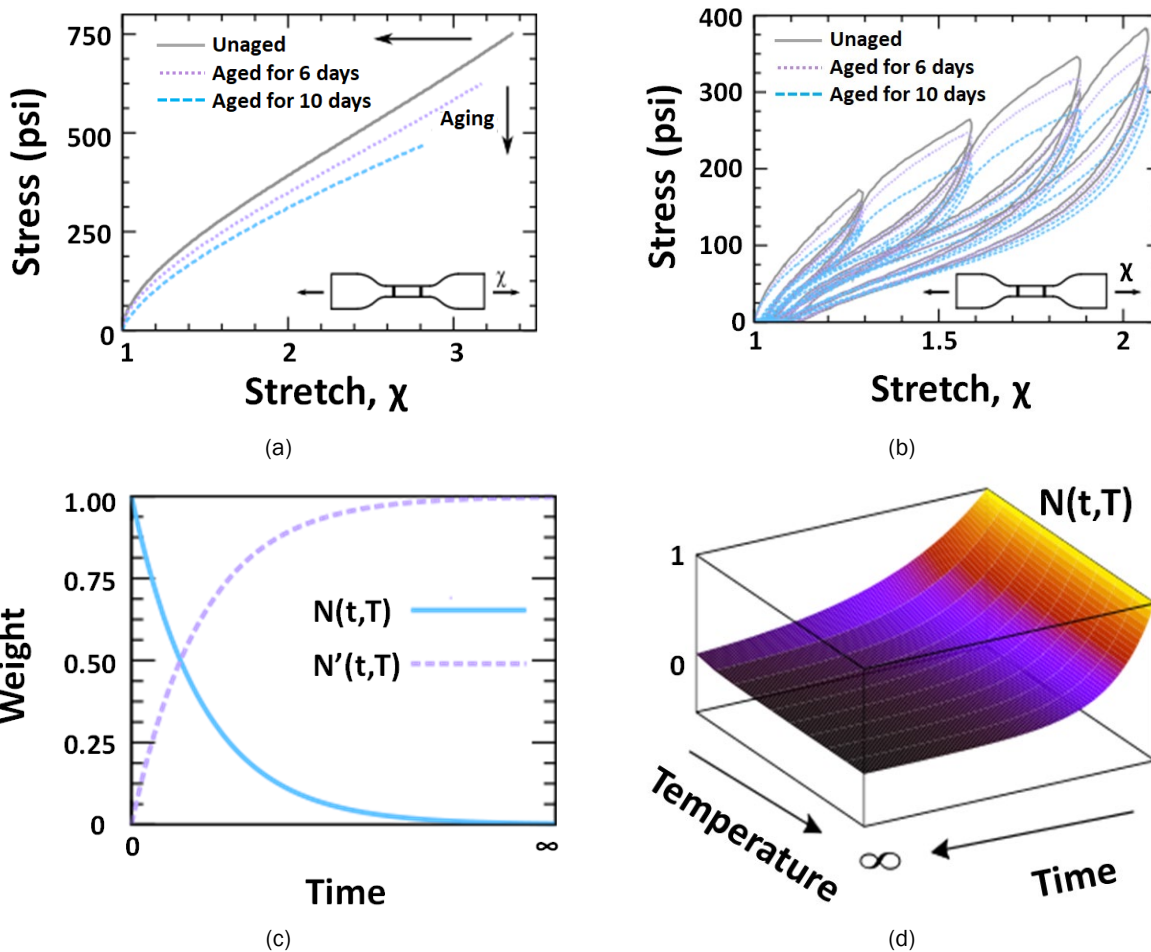 750
500
250
0
Stress (psi)
Unaged
Aged for 6 days
Aged for 10 days
Aging
χ
1
2
3
Stretch, χ
(a)
400
300
200
100
0
Stress (psi)
Unaged
Aged for 6 days
Aged for 10 days
χ
1
1.5
2
Stretch, χ
(b)
1.00
0.75
0.50
0.25
0
Weight
N(t,T)
N’(t,T)
0
∞
Time
(c)
N(t,T)
1
0
Temperature
∞
Time
(d)